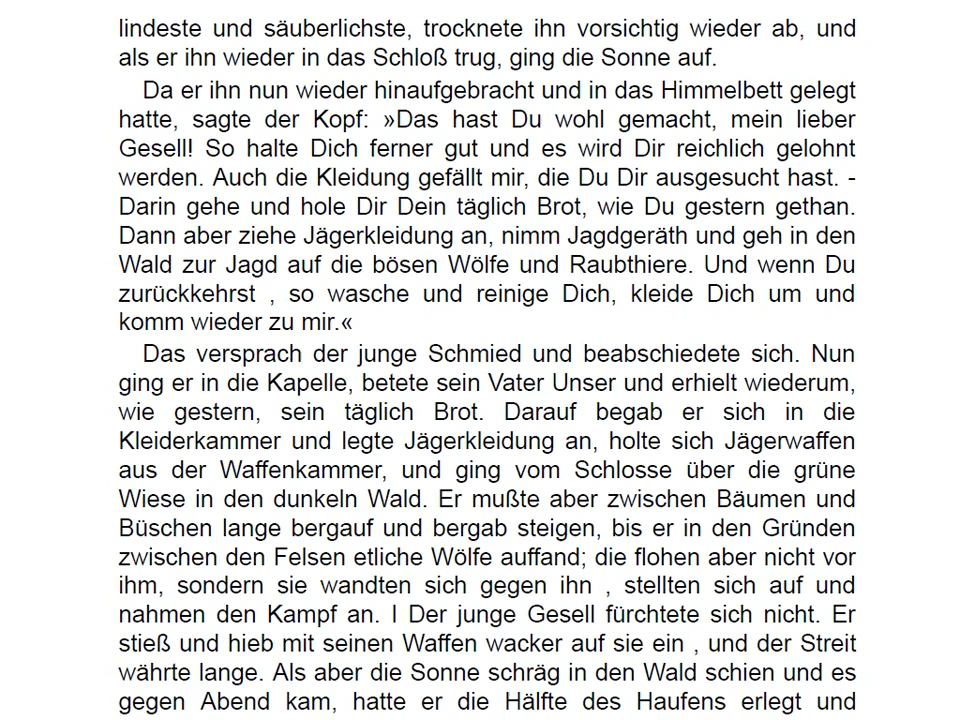 lindeste und säuberlichste, trocknete ihn vorsichtig wieder ab, und
als er ihn wieder in das Schloß trug, ging die Sonne auf.
Da er ihn nun wieder hinaufgebracht und in das Himmelbett gelegt
hatte, sagte der Kopf: »Das hast Du wohl gemacht, mein lieber
Gesell! So halte Dich ferner gut und es wird Dir reichlich gelohnt
werden. Auch die Kleidung gefällt mir, die Du Dir ausgesucht hast. -
Darin gehe und hole Dir Dein täglich Brot, wie Du gestern gethan.
Dann aber ziehe Jägerkleidung an, nimm Jagdgeräth und geh in den
Wald zur Jagd auf die bösen Wölfe und Raubthiere. Und wenn Du
zurückkehrst , so wasche und reinige Dich, kleide Dich um und
komm wieder zu mir.«
Das versprach der junge Schmied und beabschiedete sich. Nun
ging er in die Kapelle, betete sein Vater Unser und erhielt wiederum,
wie gestern, sein täglich Brot. Darauf begab er sich in die
Kleiderkammer und legte Jägerkleidung an, holte sich Jägerwaffen
aus der Waffenkammer, und ging vom Schlosse über die grüne
Wiese in den dunkeln Wald. Er mußte aber zwischen Bäumen und
Büschen lange bergauf und bergab steigen, bis er in den Gründen
zwischen den Felsen etliche Wölfe auffand; die flohen aber nicht vor
ihm, sondern sie wandten sich gegen ihn , stellten sich auf und
nahmen den Kampf an. I Der junge Gesell fürchtete sich nicht. Er
stieß und hieb mit seinen Waffen wacker auf sie ein , und der Streit
währte lange. Als aber die Sonne schräg in den Wald schien und es
gegen Abend kam, hatte er die Hälfte des Haufens erlegt und